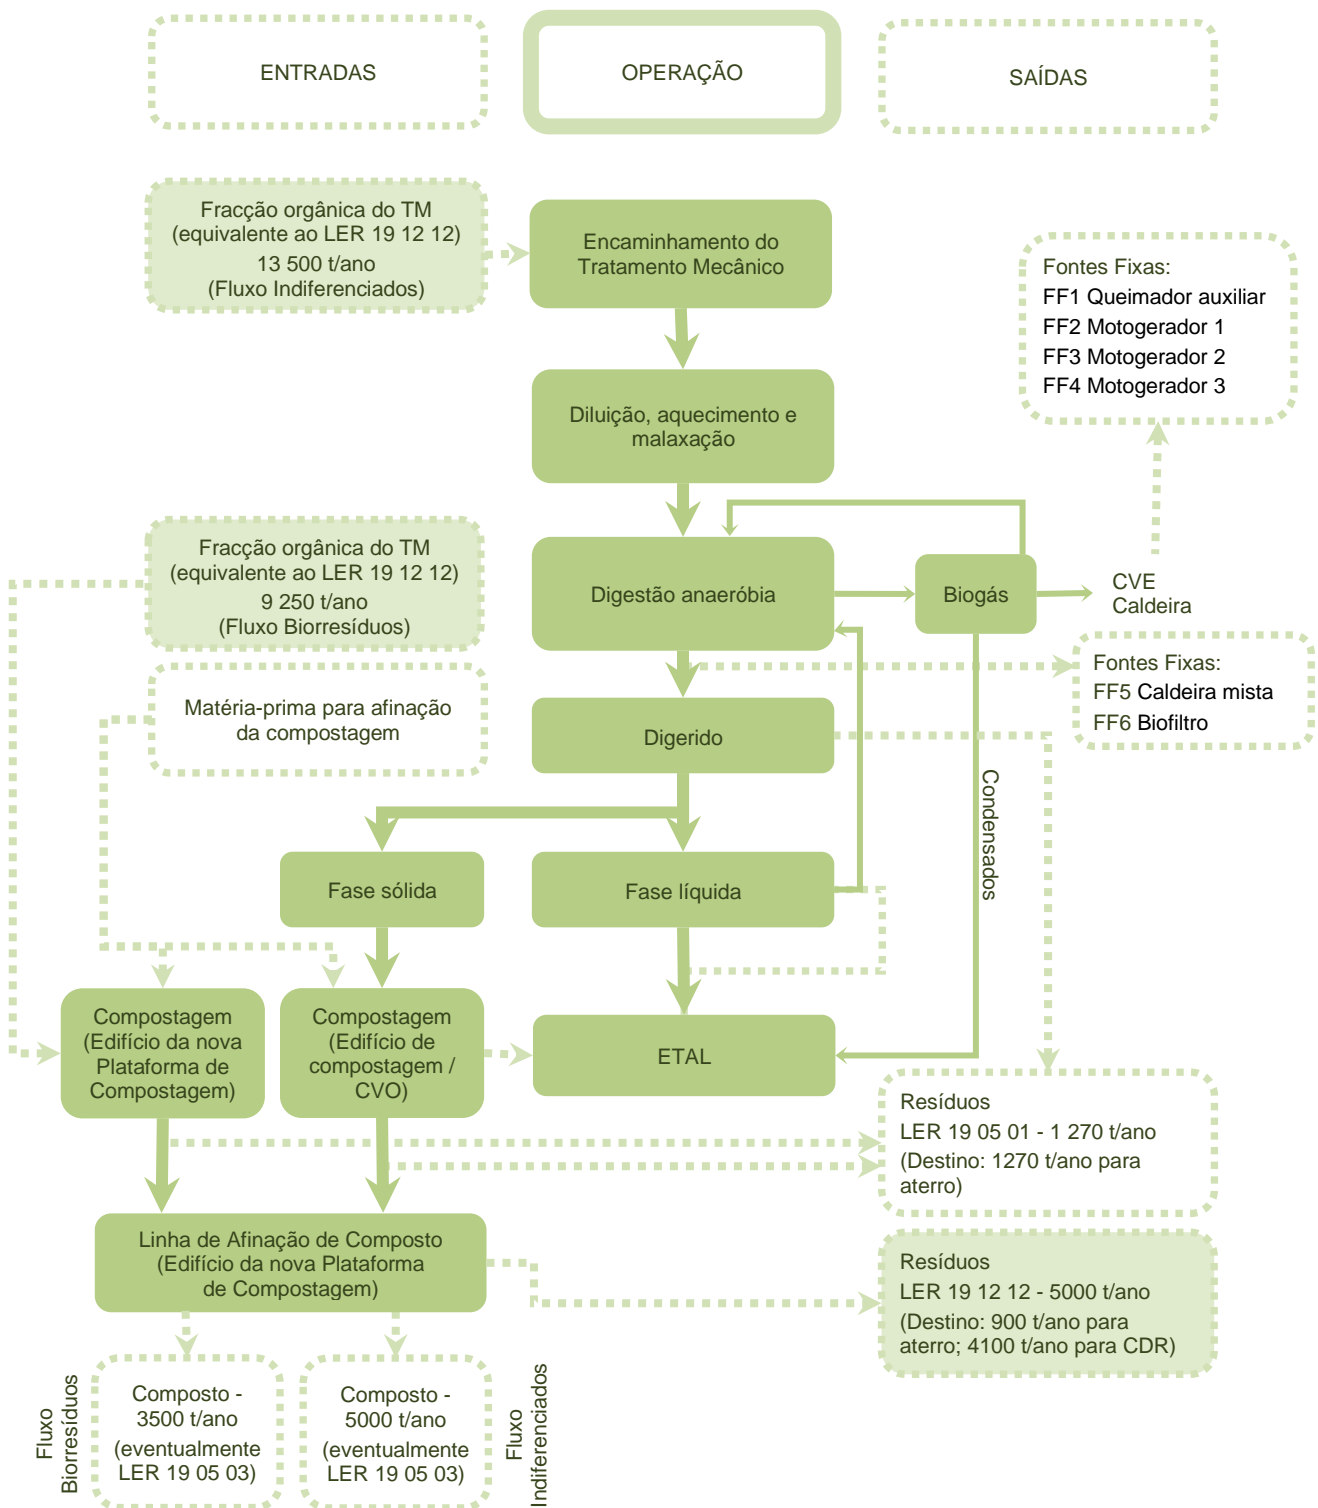 ENTRADAS
OPERAÇÃO
SAÍDAS
Fracção orgânica do TM
(equivalente ao LER 19 12 12)
13 500 t/ano
(Fluxo Indiferenciados)
Encaminhamento do
Tratamento Mecânico
Fontes Fixas:
FF1 Queimador auxiliar
FF2 Motogerador 1
FF3 Motogerador 2
FF4 Motogerador 3
Diluição, aquecimento e
malaxação
Fracção orgânica do TM
(equivalente ao LER 19 12 12)
9 250 t/ano
(Fluxo Biorresíduos)
Digestão anaeróbia
Biogás
CVE
Caldeira
Fontes Fixas:
FF5 Caldeira mista
FF6 Biofiltro
Matéria-prima para afinação
da compostagem
Digerido
Condensados
Fase sólida
Fase líquida
Compostagem
(Edifício da nova
Plataforma de
Compostagem)
Compostagem
(Edifício de
compostagem /
CVO)
ETAL
Resíduos
LER 19 05 01 - 1 270 t/ano
(Destino: 1270 t/ano para
aterro)
Linha de Afinação de Composto
(Edifício da nova Plataforma
de Compostagem)
Resíduos
LER 19 12 12 - 5000 t/ano
(Destino: 900 t/ano para
aterro; 4100 t/ano para CDR)
Fluxo
Biorresíduos
Composto -
3500 t/ano
(eventualmente
LER 19 05 03)
Composto -
5000 t/ano
(eventualmente
LER 19 05 03)
Fluxo
Indiferenciados